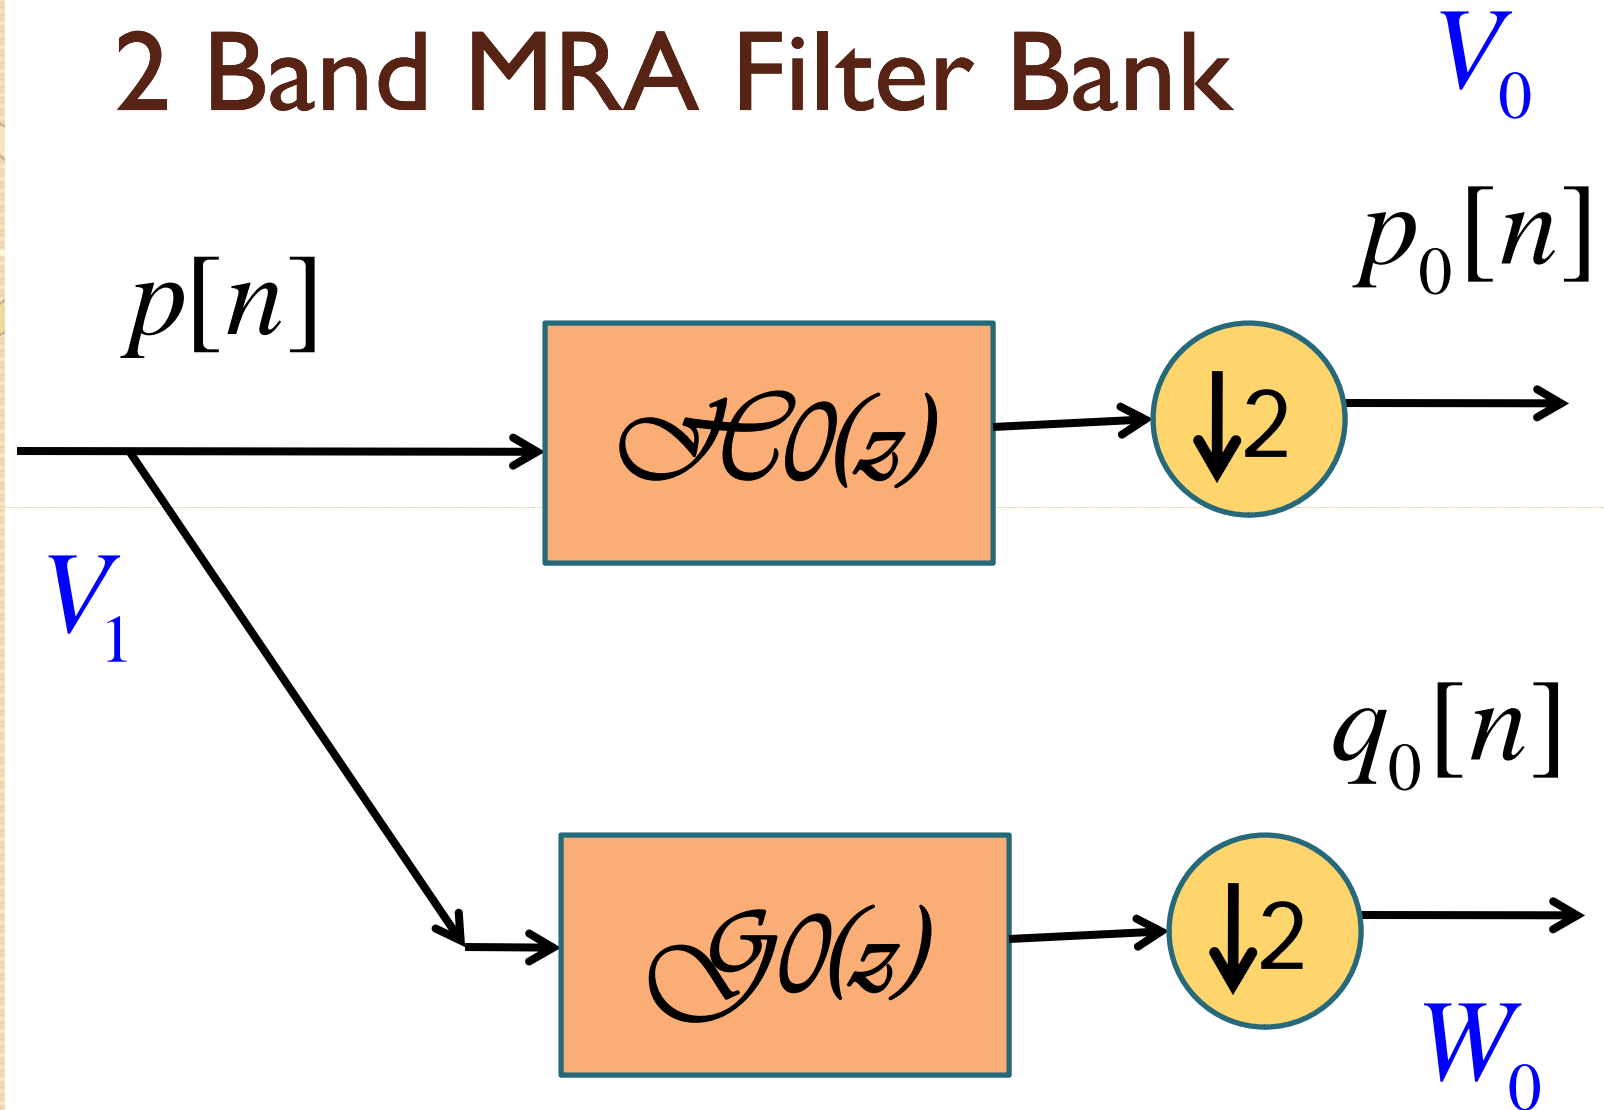 2 Band MRA Filter Bank
V₀
p₀[n]
p[n]
H0(z)
↓2
V₁
q₀[n]
G0(z)
↓2
W₀